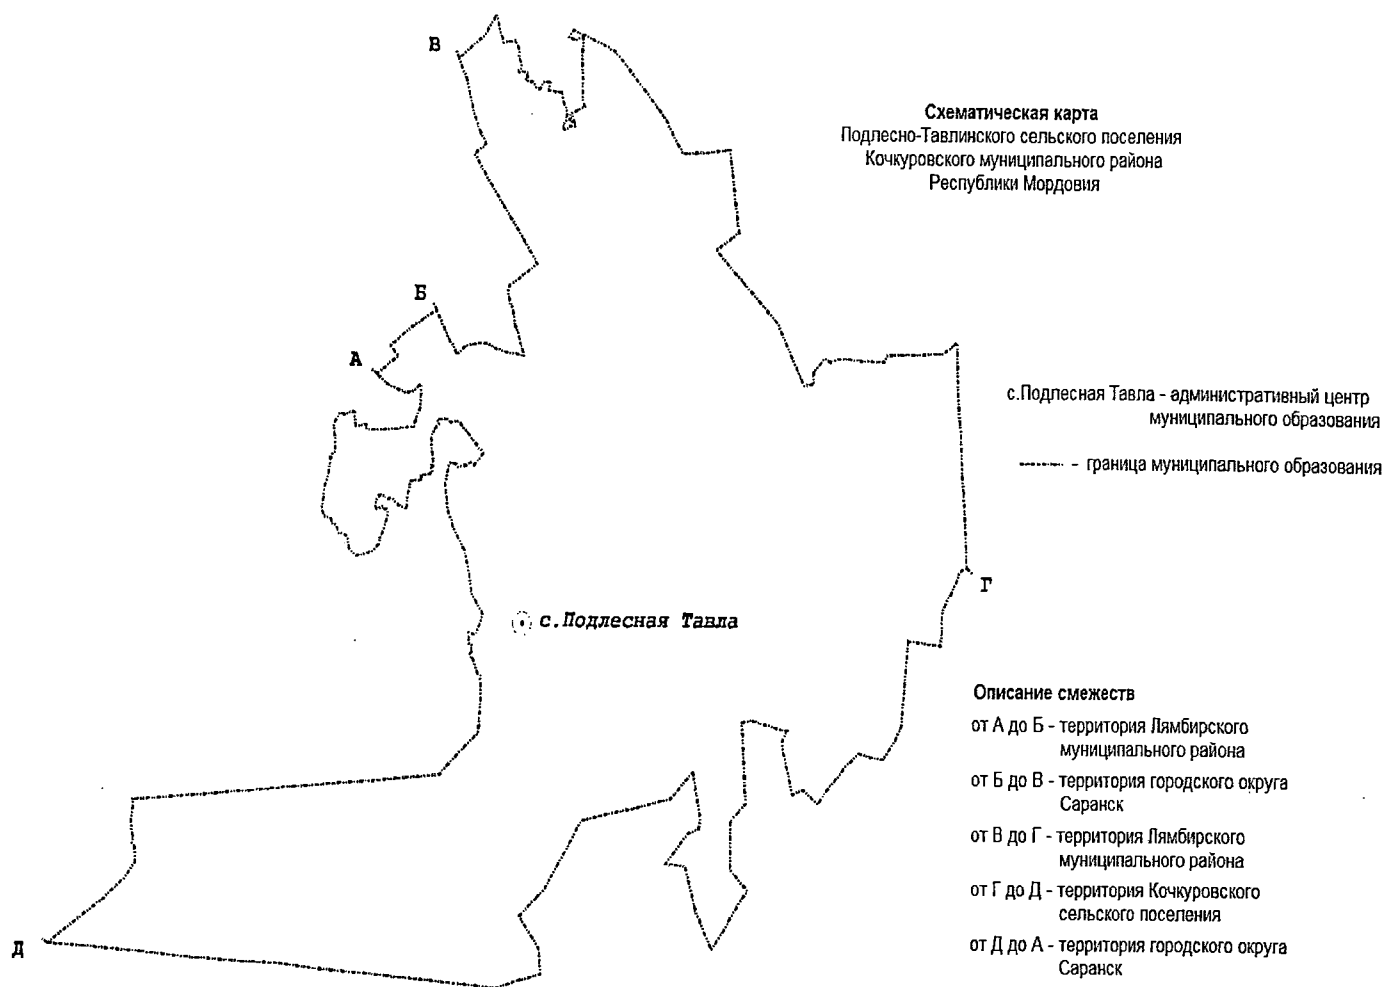 В
Схематическая карта
Подлесно-Тавлинского сельского поселения
Кочкуровского муниципального района
Республики Мордовия
Б
А
с.Подлесная Тавла - административный центр
муниципального образования
- граница муниципального образования
Г
с.Подлесная Тавла
Описание смежеств
от А до Б - территория Лямбирского
муниципального района
от Б до В - территория городского округа
Саранск
от В до Г - территория Лямбирского
муниципального района
от Г до Д - территория Кочкуровского
сельского поселения
от Д до А - территория городского округа
Саранск
Д